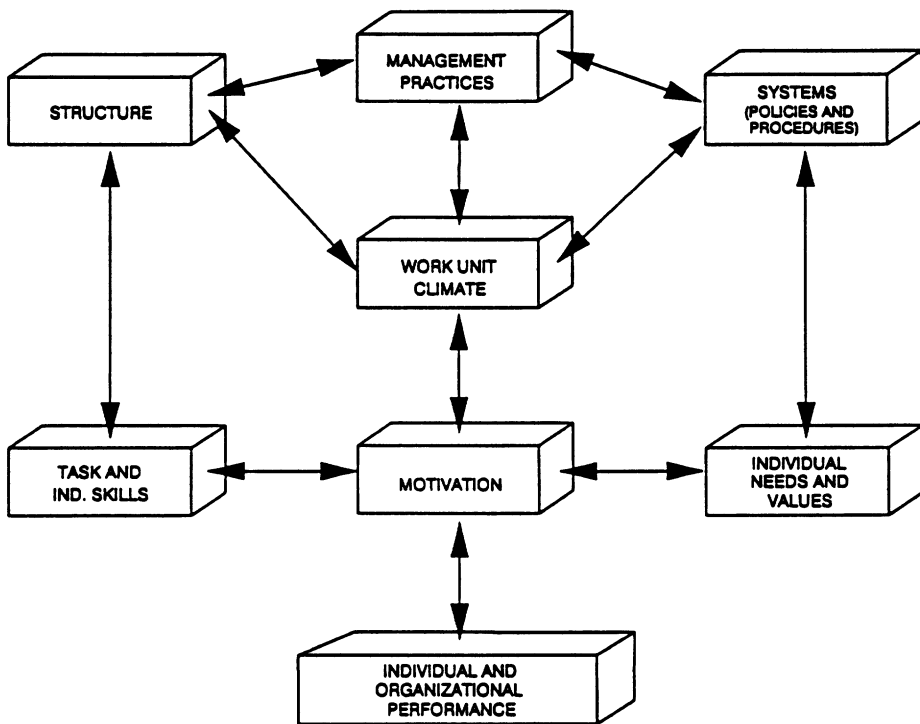 MANAGEMENT
PRACTICES
STRUCTURE
SYSTEMS
(POLICIES AND
PROCEDURES)
WORK UNIT
CLIMATE
TASK AND
IND. SKILLS
MOTIVATION
INDIVIDUAL
NEEDS AND
VALUES
INDIVIDUAL AND
ORGANIZATIONAL
PERFORMANCE